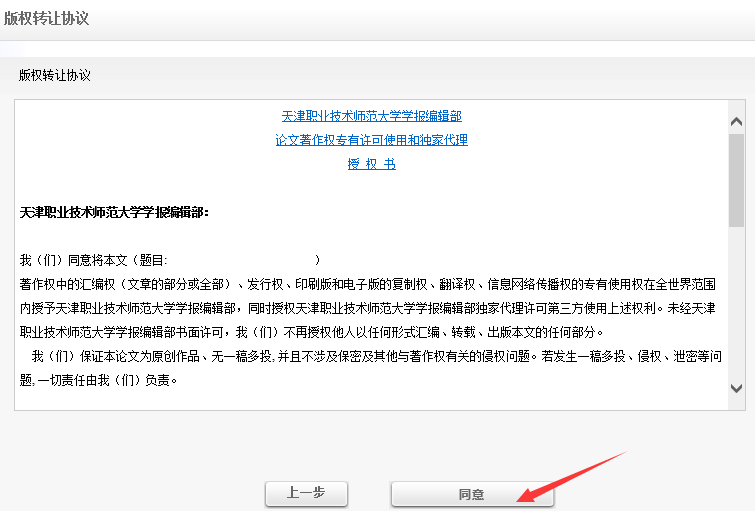 版权转让协议
版权转让协议
天津职业技术师范大学学报编辑部
论文著作权专有许可使用和独家代理
授 权 书
天津职业技术师范大学学报编辑部：
我（们）同意将本文（题目: ）
著作权中的汇编权（文章的部分或全部）、发行权、印刷版和电子版的复制权、翻译权、信息网络传播权的专有使用权在全世界范围
内授予天津职业技术师范大学学报编辑部，同时授权天津职业技术师范大学学报编辑部独家代理许可第三方使用上述权利。未经天津
职业技术师范大学学报编辑部书面许可，我（们）不再授权他人以任何形式汇编、转载、出版本文的任何部分。
我（们）保证本论文为原创作品、无一稿多投,并且不涉及保密及其他与著作权有关的侵权问题。若发生一稿多投、侵权、泄密等问
题,一切责任由我（们）负责。
上一步 同意